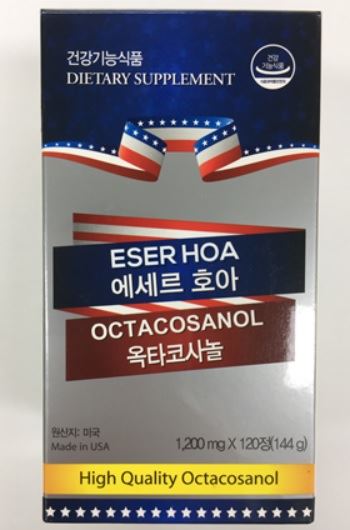 건강기능식품
DIETARY SUPPLEMENT
건강
기능식품
ESER HOA
에세르 호아
OCTACOSANOL
옥타코사놀
원산지: 미국
Made in USA
1,200 mg X 120정(144 g)
High Quality Octacosanol